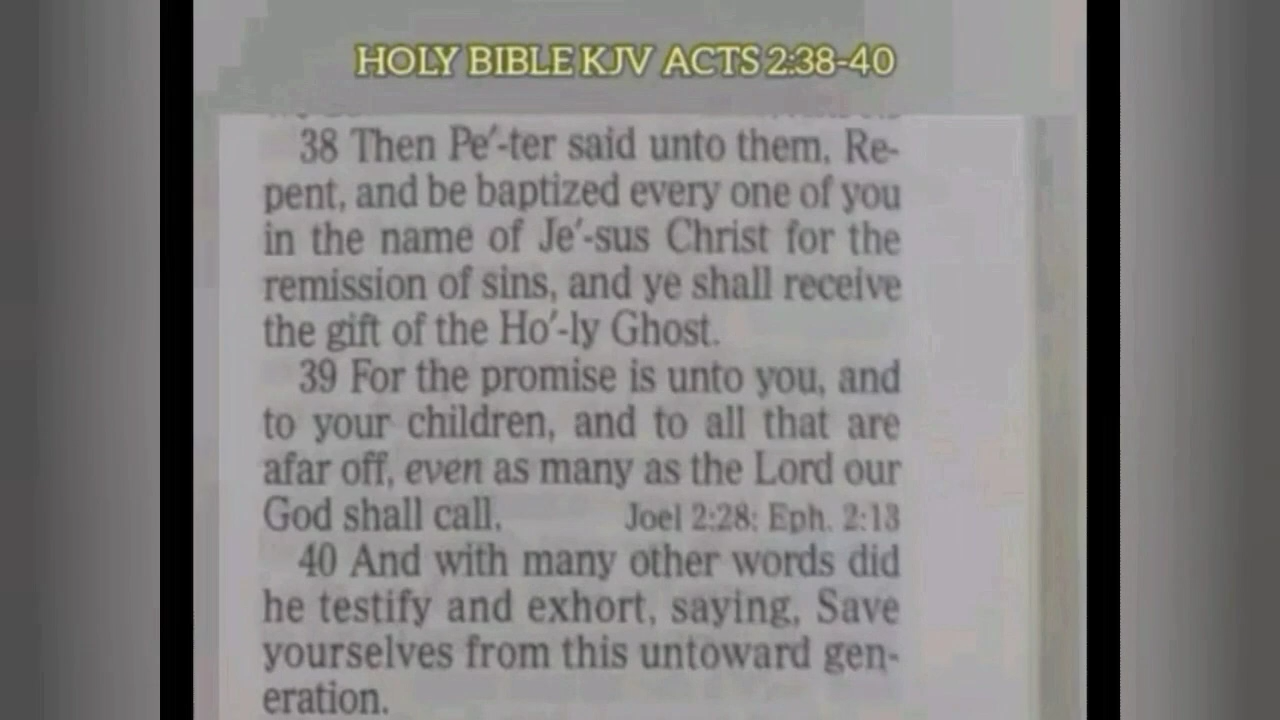 HOLY BIBLE KJV ACTS 2:38-40
38 Then Pe′-ter said unto them, Re-
pent, and be baptized every one of you
in the name of Je′-sus Christ for the
remission of sins, and ye shall receive
the gift of the Ho′-ly Ghost.
39 For the promise is unto you, and
to your children, and to all that are
afar off, even as many as the Lord our
God shall call. Joel 2:28; Eph. 2:13
40 And with many other words did
he testify and exhort, saying, Save
yourselves from this untoward gen-
eration.